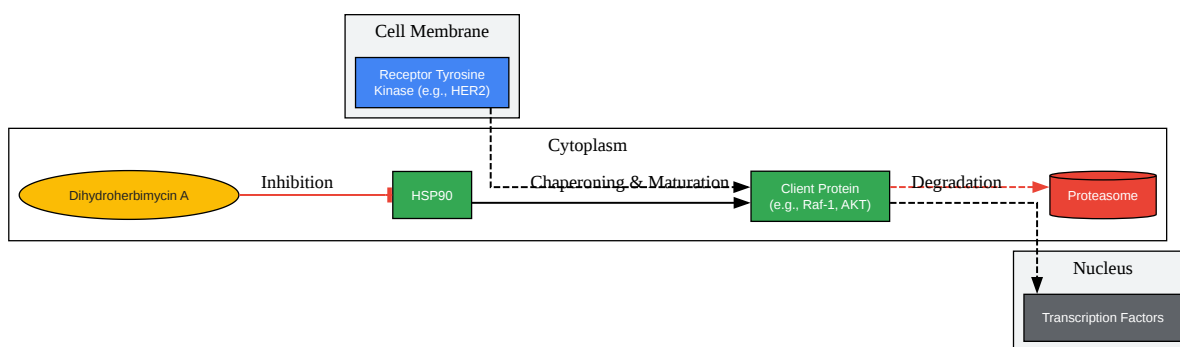 Cell Membrane
Receptor Tyrosine
Kinase (e.g., HER2)
Cytoplasm
Dihydroherbimycin A
Inhibition
HSP90
Chaperoning & Maturation
Client Protein
(e.g., Raf-1, AKT)
Degradation
Proteasome
Nucleus
Transcription Factors